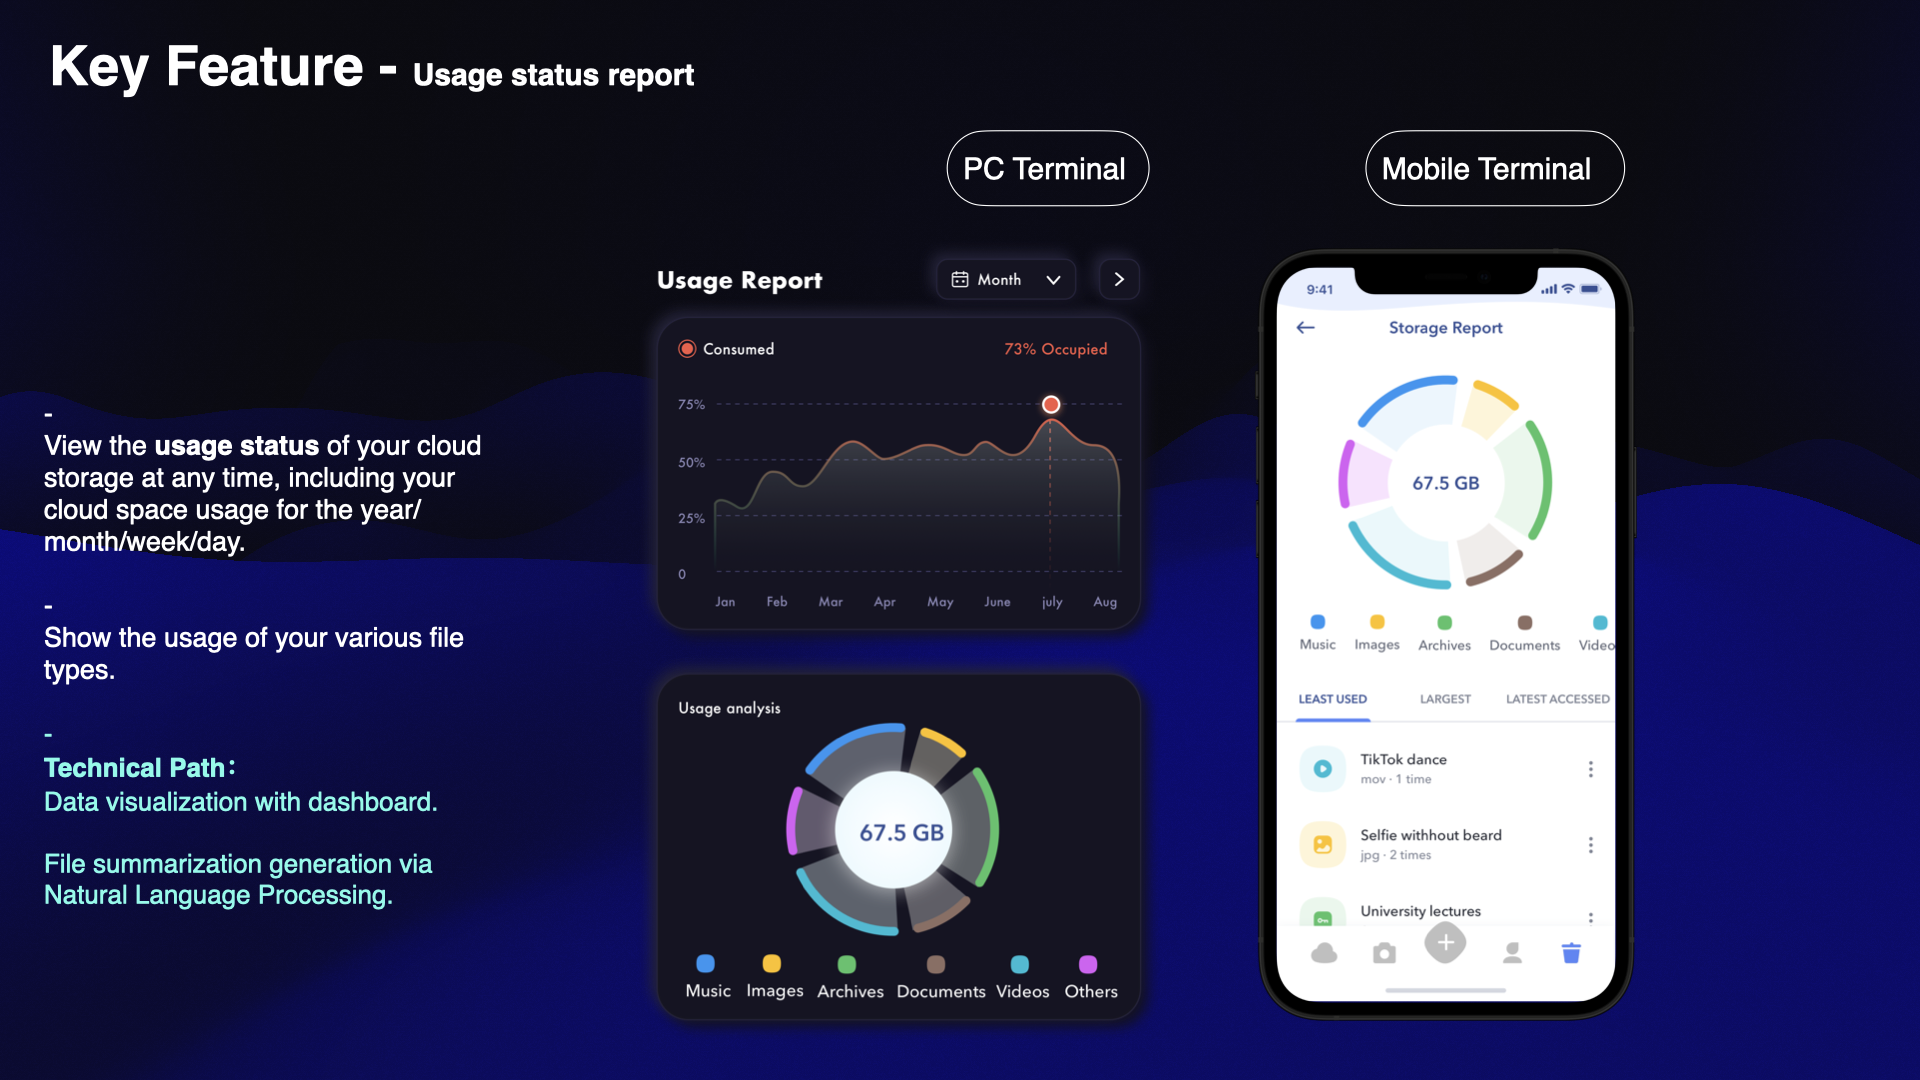 Key Feature - Usage status report
PC Terminal
Mobile Terminal
-
View the usage status of your cloud
storage at any time, including your
cloud space usage for the year/
month/week/day.
-
Show the usage of your various file
types.
-
Technical Path：
Data visualization with dashboard.
File summarization generation via
Natural Language Processing.
Usage Report
Month
Consumed
73% Occupied
75%
50%
25%
0
Jan Feb Mar Apr May June july Aug
Usage analysis
67.5 GB
Music Images Archives Documents Videos Others
9:41
Storage Report
67.5 GB
Music Images Archives Documents Video
LEAST USED LARGEST LATEST ACCESSED
TikTok dance
mov · 1 time
Selfie withhout beard
jpg · 2 times
University lectures